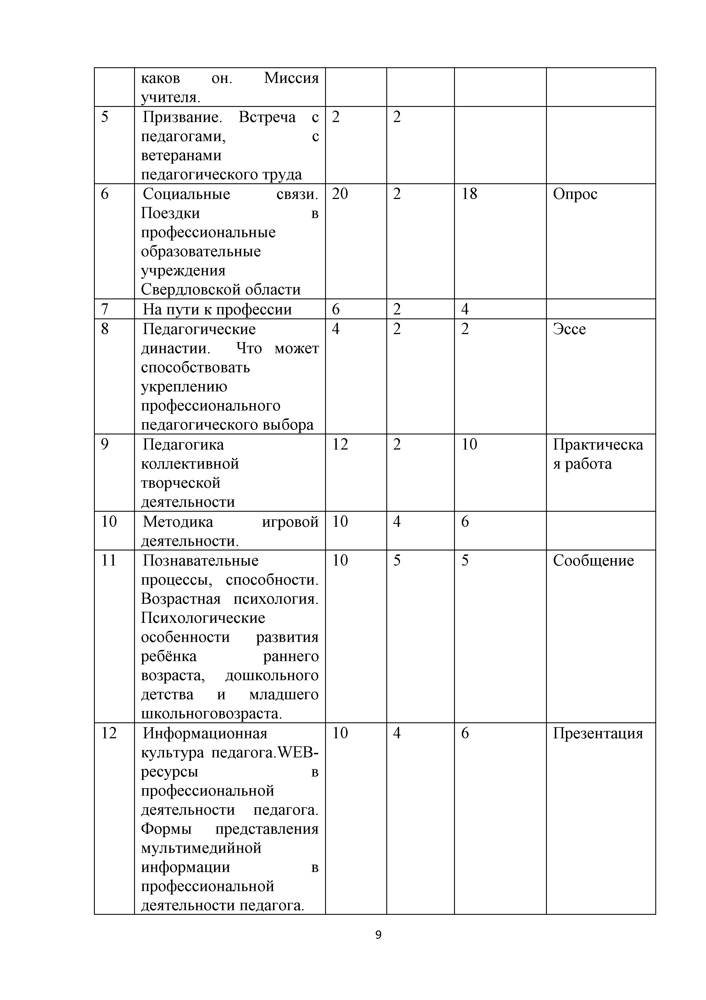 каков он. Миссия
учителя.
5 Призвание. Встреча с 2 2
педагогами, с
ветеранами
педагогического труда
6 Социальные связи. 20 2 18 Опрос
Поездки в
профессиональные
образовательные
учреждения
Свердловской области
7 На пути к профессии 6 2 4
8 Педагогические 4 2 2 Эссе
династии. Что может
способствовать
укреплению
профессионального
педагогического выбора
9 Педагогика 12 2 10 Практическа
коллективной я работа
творческой
деятельности
10 Методика игровой 10 4 6
деятельности.
11 Познавательные 10 5 5 Сообщение
процессы, способности.
Возрастная психология.
Психологические
особенности развития
ребёнка раннего
возраста, дошкольного
детства и младшего
школьноговозраста.
12 Информационная 10 4 6 Презентация
культура педагога.WEB-
ресурсы в
профессиональной
деятельности педагога.
Формы представления
мультимедийной
информации в
профессиональной
деятельности педагога.
9